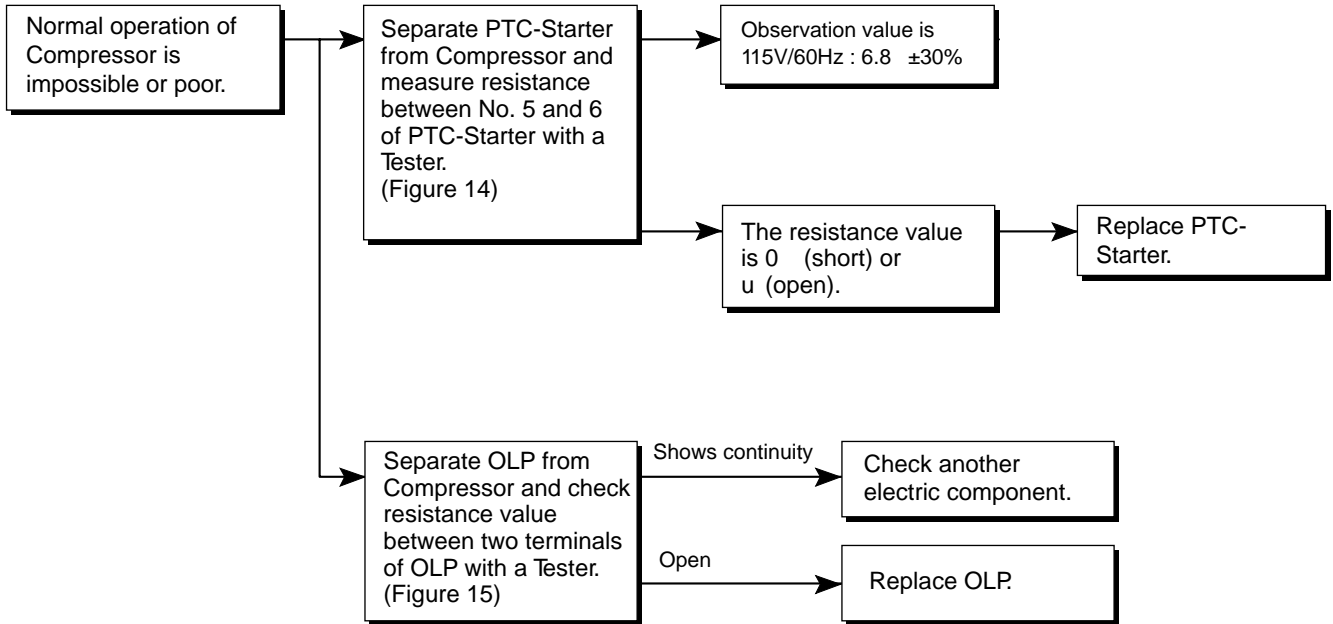 Normal operation of
Compressor is
impossible or poor.
Separate PTC-Starter
from Compressor and
measure resistance
between No. 5 and 6
of PTC-Starter with a
Tester.
(Figure 14)
Observation value is
115V/60Hz : 6.8 ±30%
The resistance value
is 0 (short) or
u (open).
Replace PTC-
Starter.
Separate OLP from
Compressor and check
resistance value
between two terminals
of OLP with a Tester.
(Figure 15)
Shows continuity
Check another
electric component.
Open
Replace OLP.